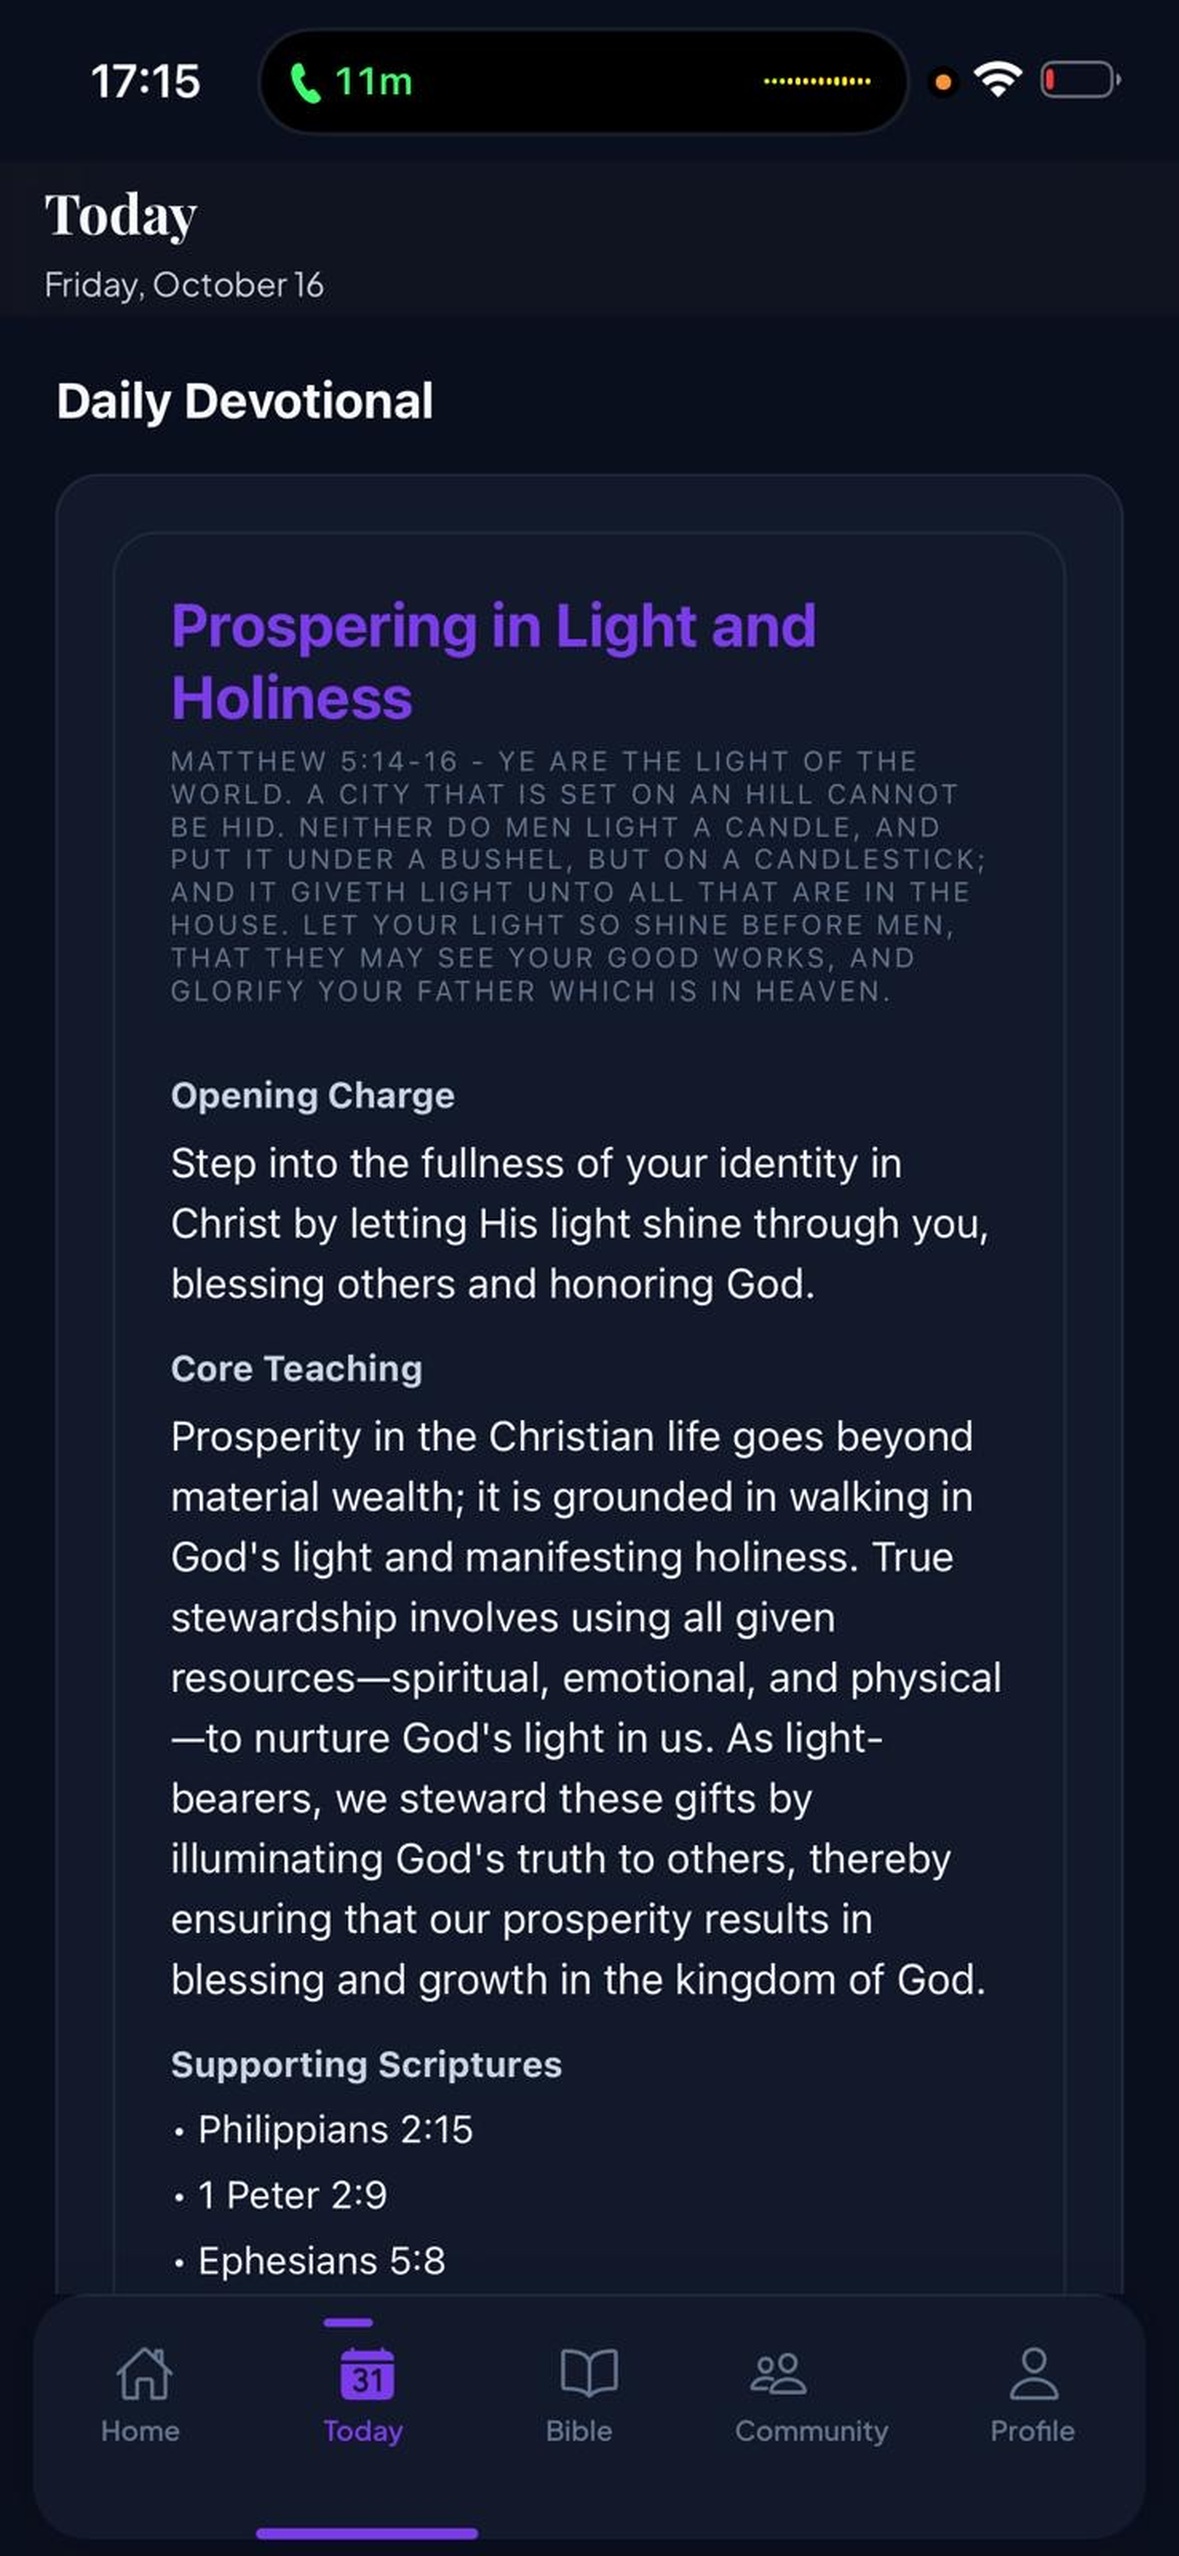 17:15
11m
Today
Friday, October 16
Daily Devotional
Prospering in Light and
Holiness
MATTHEW 5:14-16 - YE ARE THE LIGHT OF THE
WORLD. A CITY THAT IS SET ON AN HILL CANNOT
BE HID. NEITHER DO MEN LIGHT A CANDLE, AND
PUT IT UNDER A BUSHEL, BUT ON A CANDLESTICK;
AND IT GIVETH LIGHT UNTO ALL THAT ARE IN THE
HOUSE. LET YOUR LIGHT SO SHINE BEFORE MEN,
THAT THEY MAY SEE YOUR GOOD WORKS, AND
GLORIFY YOUR FATHER WHICH IS IN HEAVEN.
Opening Charge
Step into the fullness of your identity in
Christ by letting His light shine through you,
blessing others and honoring God.
Core Teaching
Prosperity in the Christian life goes beyond
material wealth; it is grounded in walking in
God's light and manifesting holiness. True
stewardship involves using all given
resources—spiritual, emotional, and physical
—to nurture God's light in us. As light-
bearers, we steward these gifts by
illuminating God's truth to others, thereby
ensuring that our prosperity results in
blessing and growth in the kingdom of God.
Supporting Scriptures
• Philippians 2:15
• 1 Peter 2:9
• Ephesians 5:8
31
Home Today Bible Community Profile